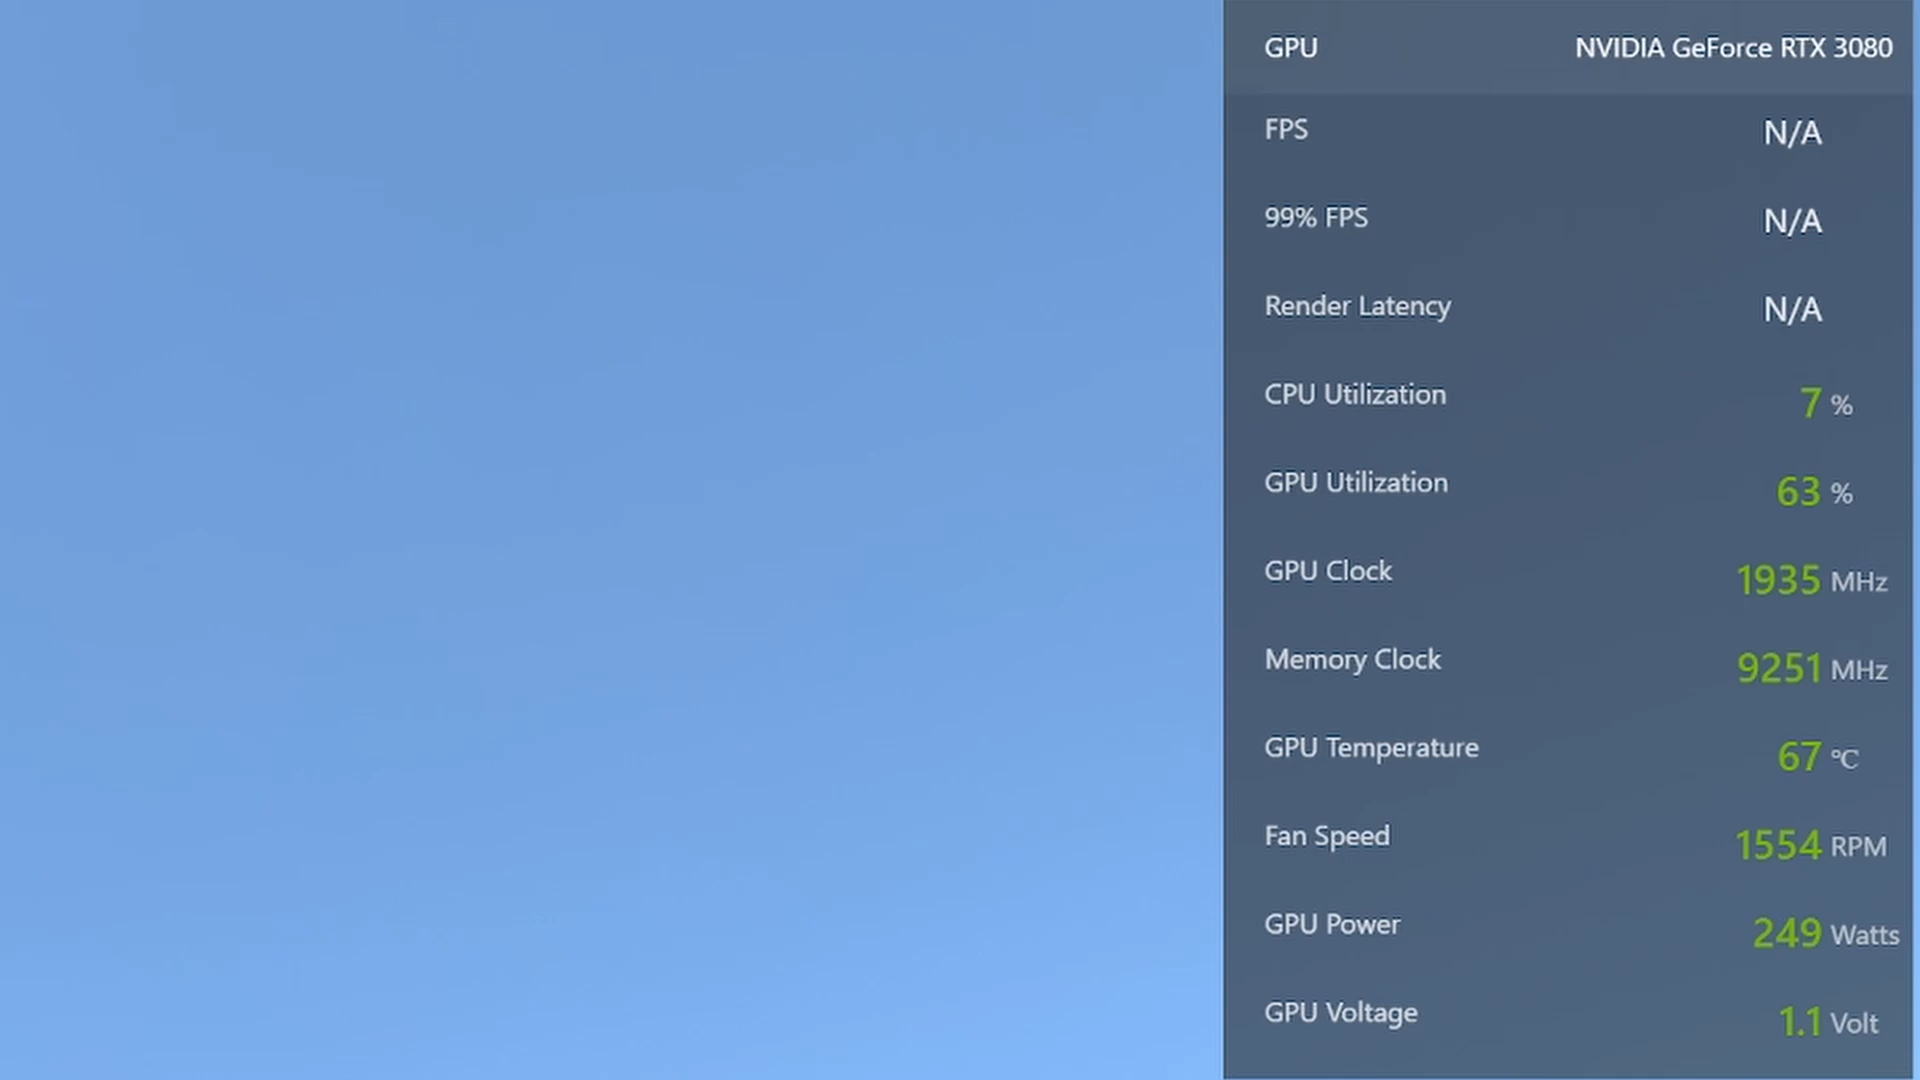 GPU NVIDIA GeForce RTX 3080
FPS N/A
99% FPS N/A
Render Latency N/A
CPU Utilization 7 %
GPU Utilization 63 %
GPU Clock 1935 MHz
Memory Clock 9251 MHz
GPU Temperature 67 °C
Fan Speed 1554 RPM
GPU Power 249 Watts
GPU Voltage 1.1 Volt